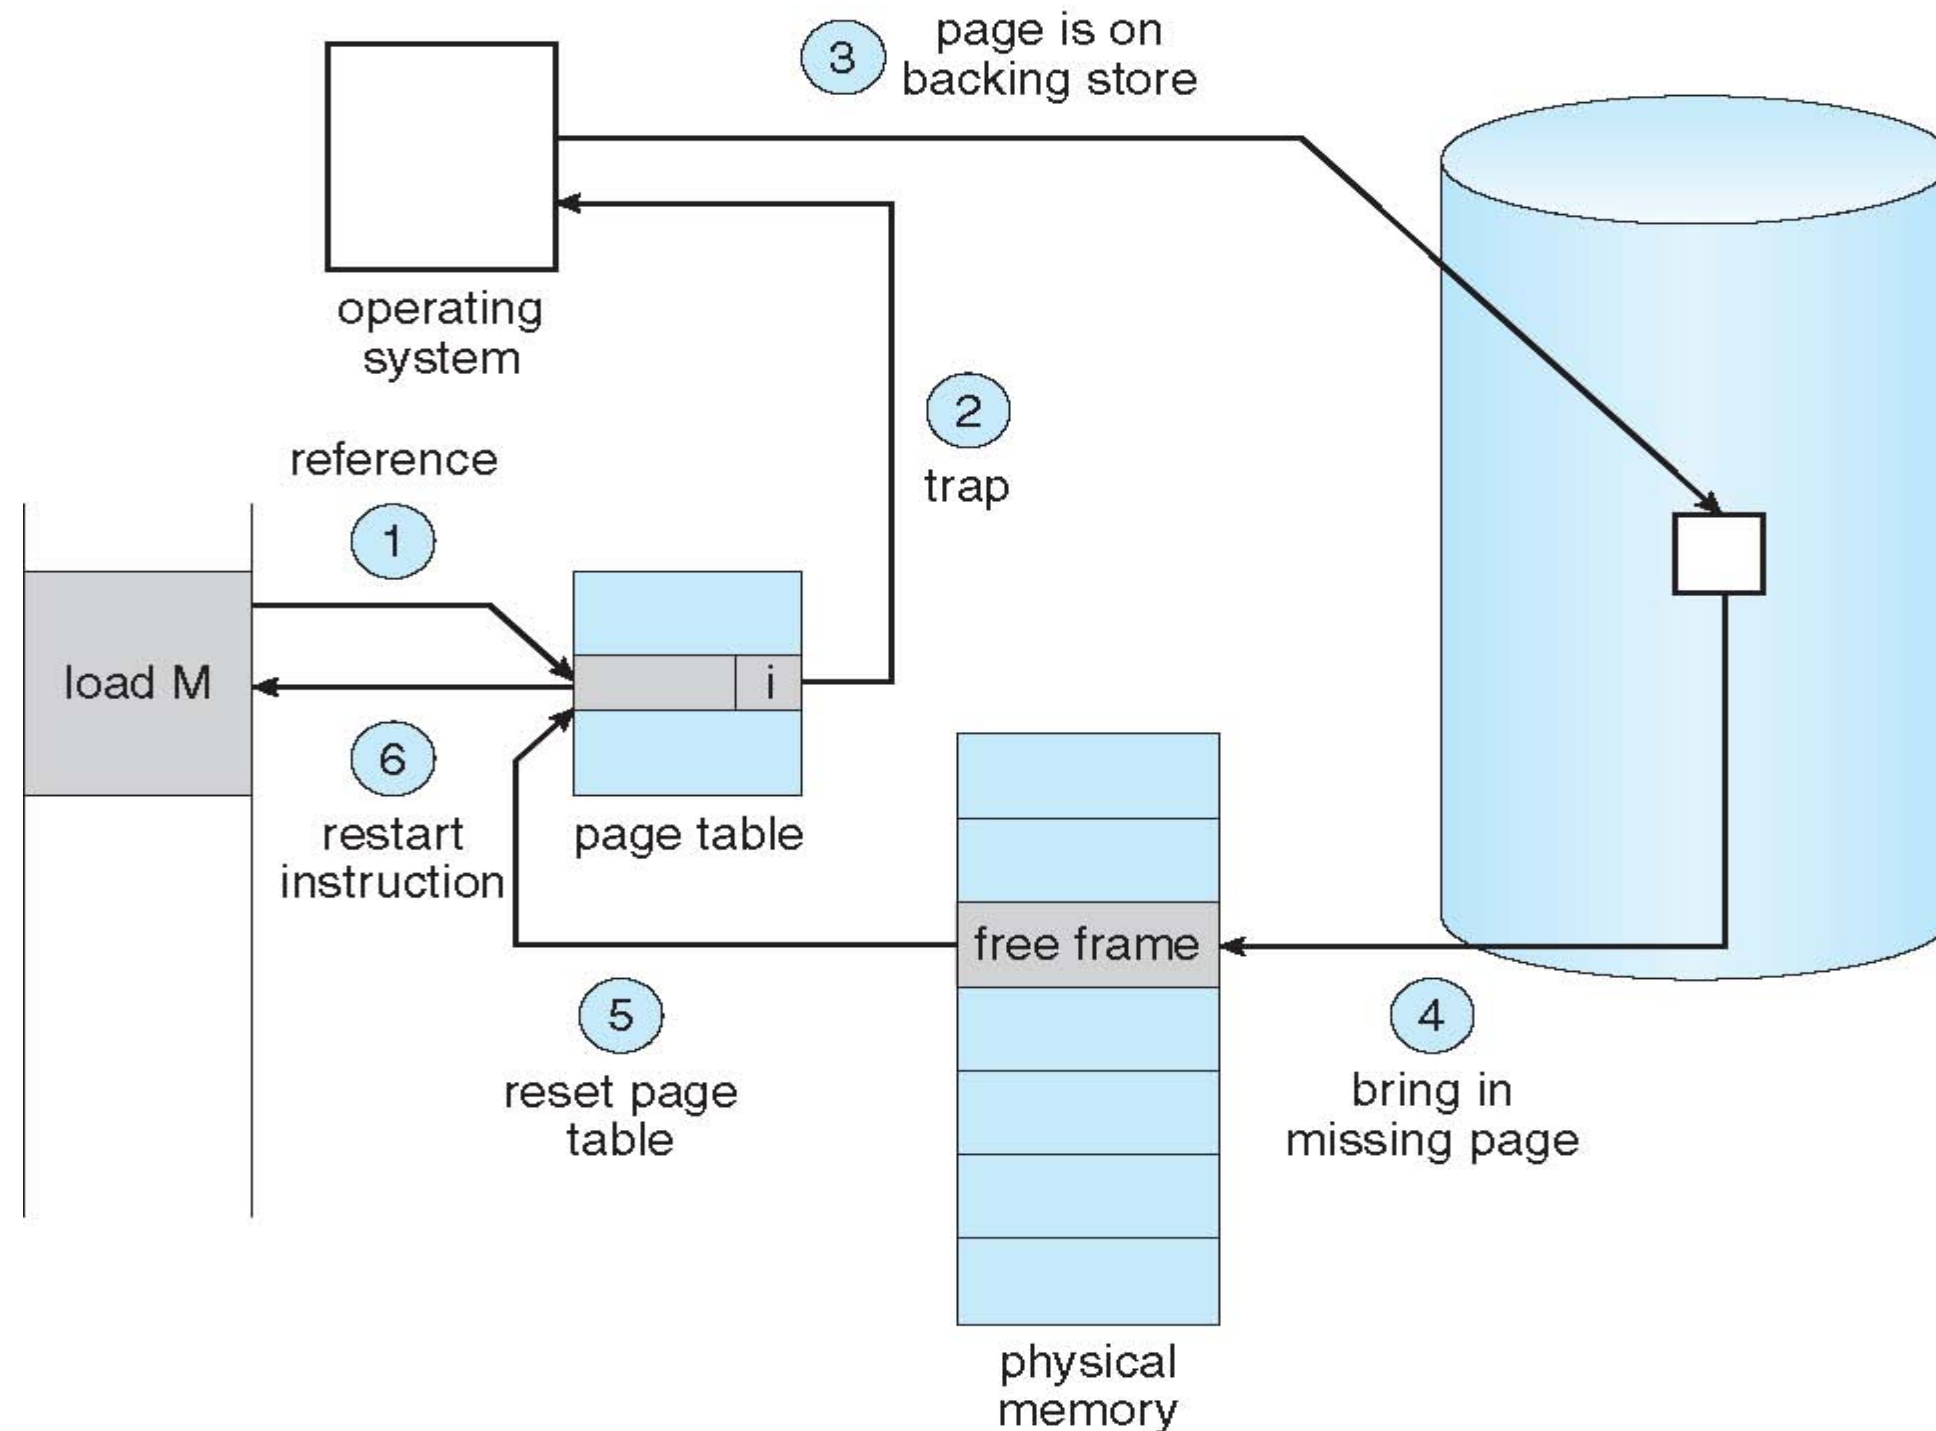 3
page is on
backing store
operating
system
2
trap
reference
1
load M
i
6
restart
instruction
page table
free frame
5
reset page
table
4
bring in
missing page
physical
memory